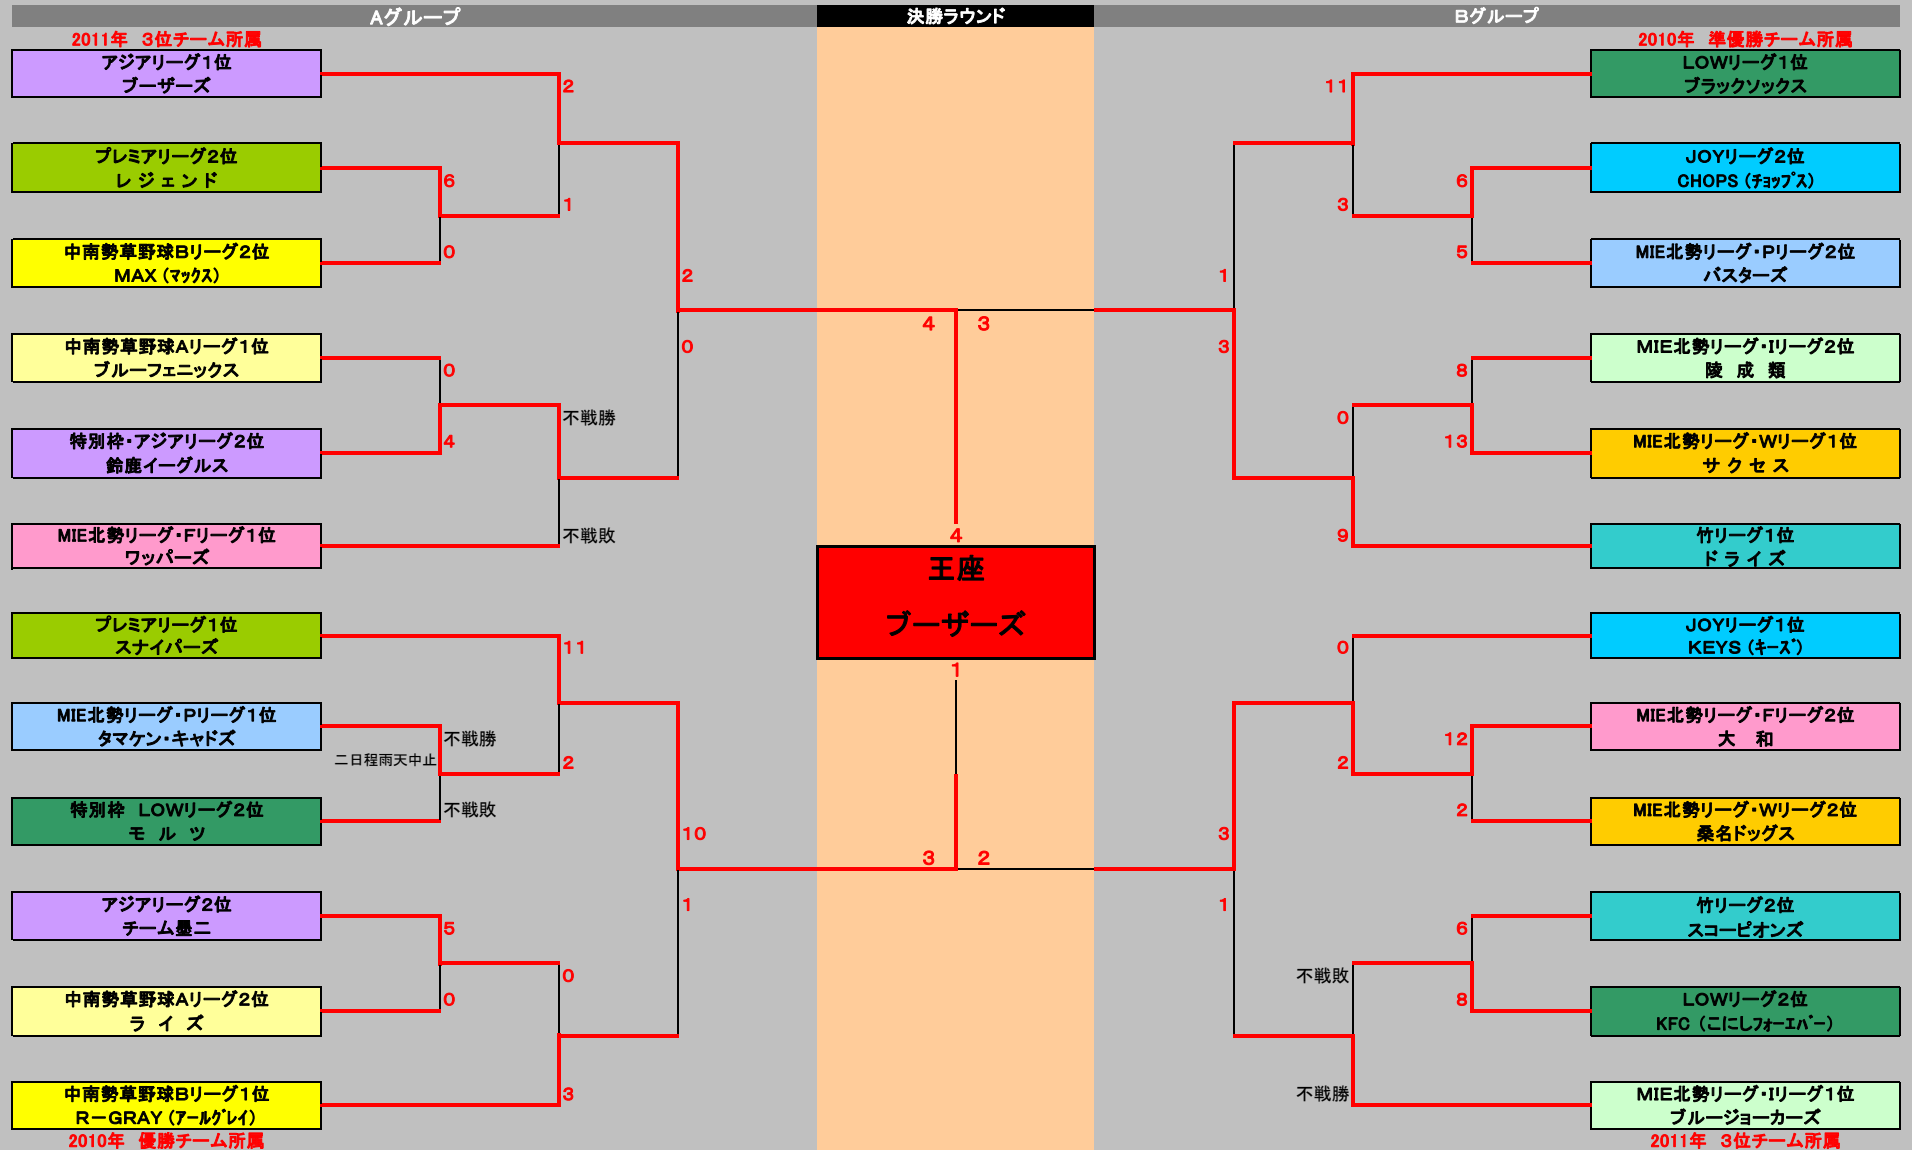 Aグループ
決勝ラウンド
Bグループ
2011年　3位チーム所属
アジアリーグ1位
ブーザーズ
2
プレミアリーグ2位
レ ジ ェ ン ド
6
1
中南勢草野球Bリーグ2位
MAX (マックス)
0
2
中南勢草野球Aリーグ1位
ブルーフェニックス
0
0
不戦勝
特別枠・アジアリーグ2位
鈴鹿イーグルス
4
MIE北勢リーグ・Fリーグ1位
ワッパーズ
不戦敗
プレミアリーグ1位
スナイパーズ
11
MIE北勢リーグ・Pリーグ1位
タマケン・キャドズ
不戦勝
二日程雨天中止
2
特別枠　LOWリーグ2位
モ　ル　ツ
不戦敗
10
アジアリーグ2位
チーム墨二
5
1
0
中南勢草野球Aリーグ2位
ラ　イ　ズ
0
中南勢草野球Bリーグ1位
R－GRAY (アールグレイ)
3
2010年　優勝チーム所属
4
3
4
王座
ブーザーズ
1
3
2
2010年　準優勝チーム所属
LOWリーグ1位
ブラックソックス
11
JOYリーグ2位
CHOPS (チョップス)
6
3
MIE北勢リーグ・Pリーグ2位
バスターズ
5
1
MIE北勢リーグ・Iリーグ2位
陵　成　類
8
3
0
MIE北勢リーグ・Wリーグ1位
サ ク セ ス
13
竹リーグ1位
ド ラ イ ズ
9
JOYリーグ1位
KEYS (キーズ)
0
MIE北勢リーグ・Fリーグ2位
大　和
12
2
MIE北勢リーグ・Wリーグ2位
桑名ドッグス
2
3
竹リーグ2位
スコーピオンズ
6
1
不戦敗
LOWリーグ2位
KFC (こにしフォーエバー)
8
MIE北勢リーグ・Iリーグ1位
ブルージョーカーズ
不戦勝
2011年　3位チーム所属